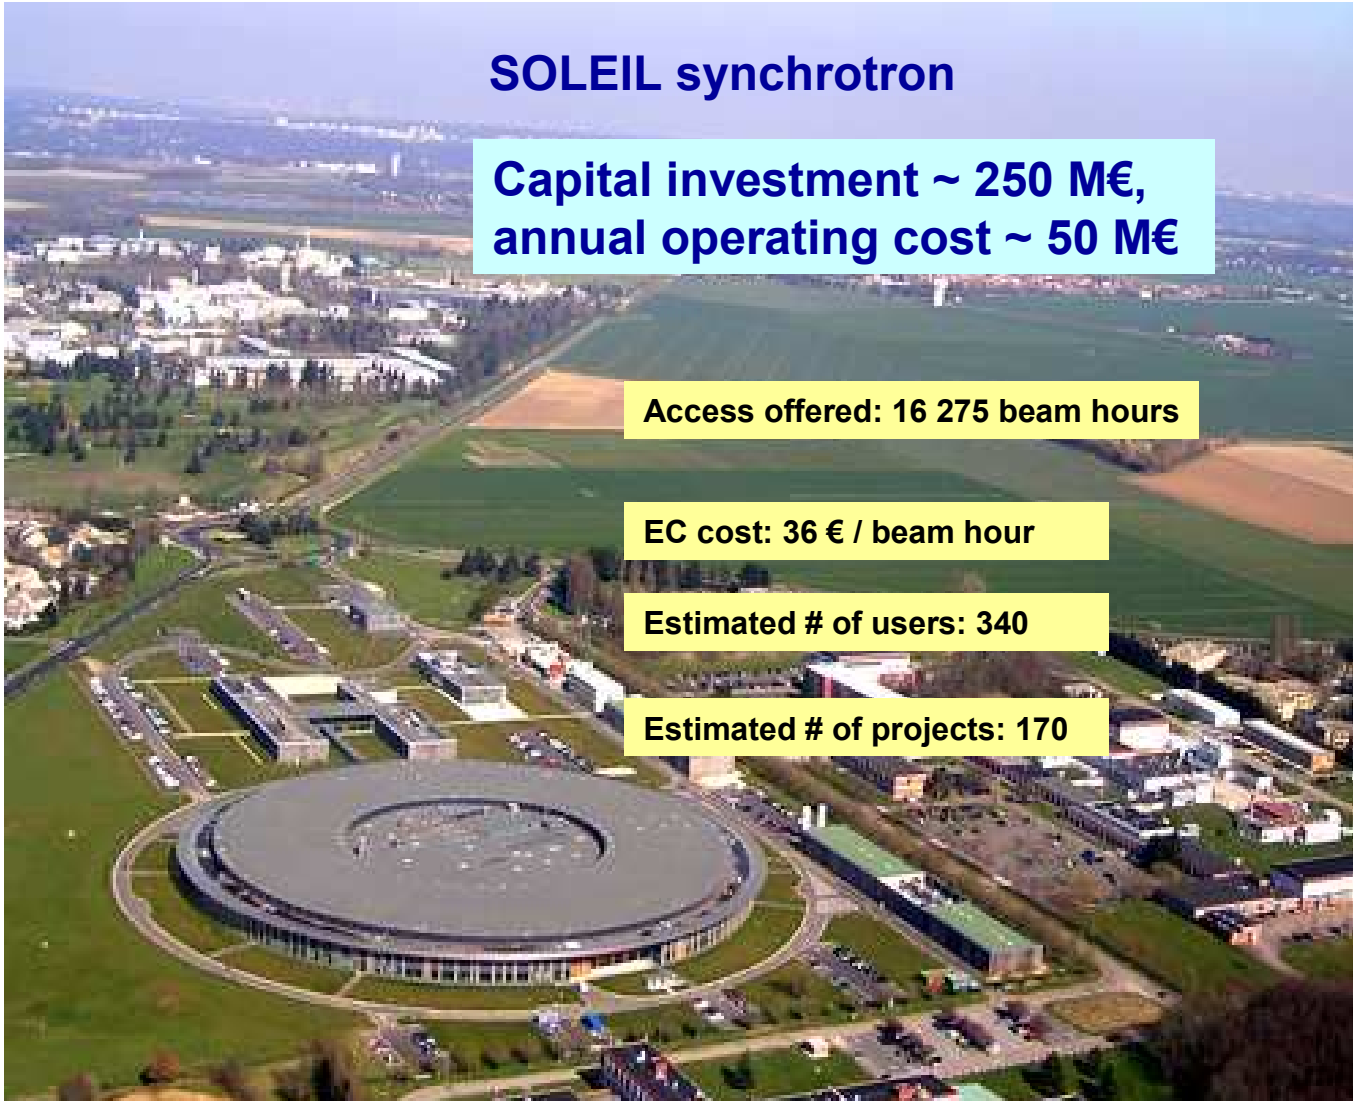 SOLEIL synchrotron
Capital investment ~ 250 M€,
annual operating cost ~ 50 M€
Access offered: 16 275 beam hours
EC cost: 36 € / beam hour
Estimated # of users: 340
Estimated # of projects: 170